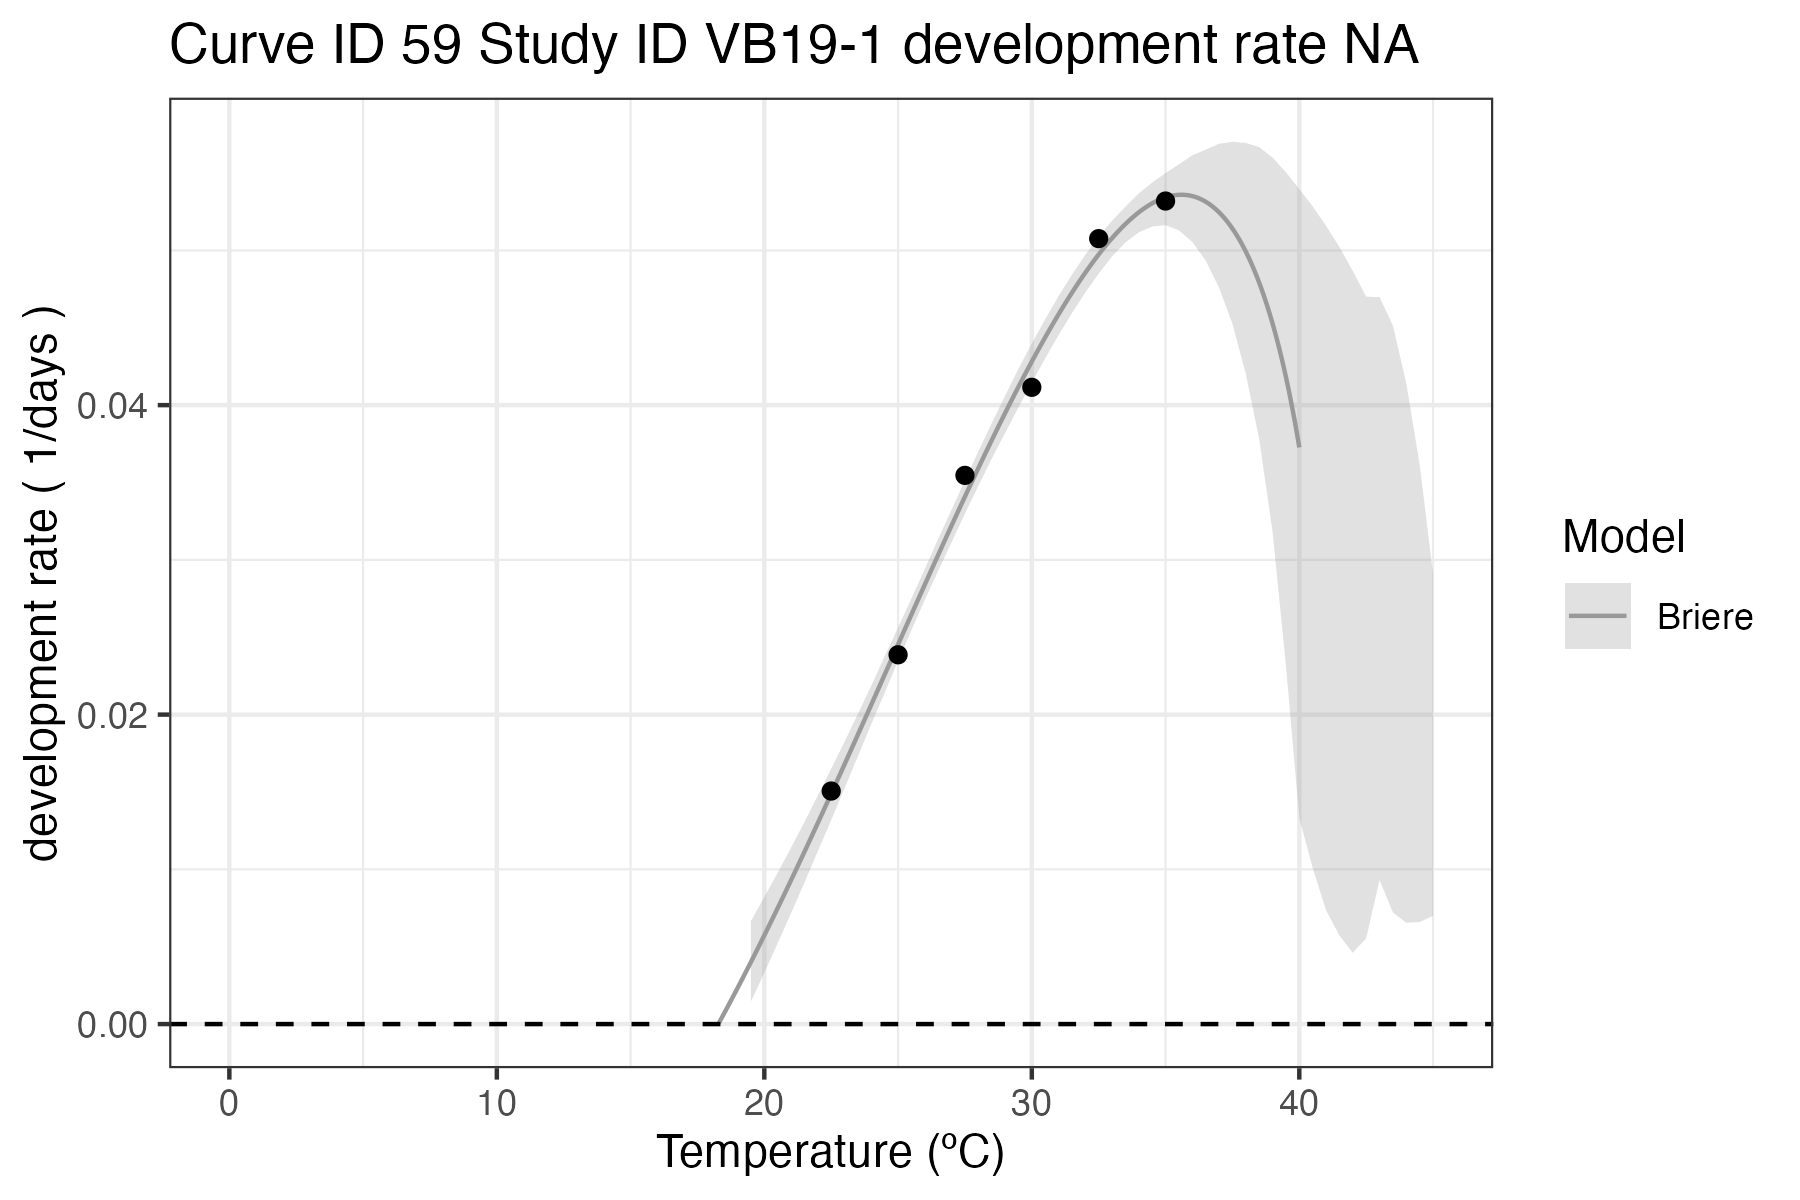 Curve ID 59 Study ID VB19-1 development rate NA
development rate ( 1/days )
0.04
0.02
0.00
0
10
20
30
40
Temperature (ºC)
Model
Briere